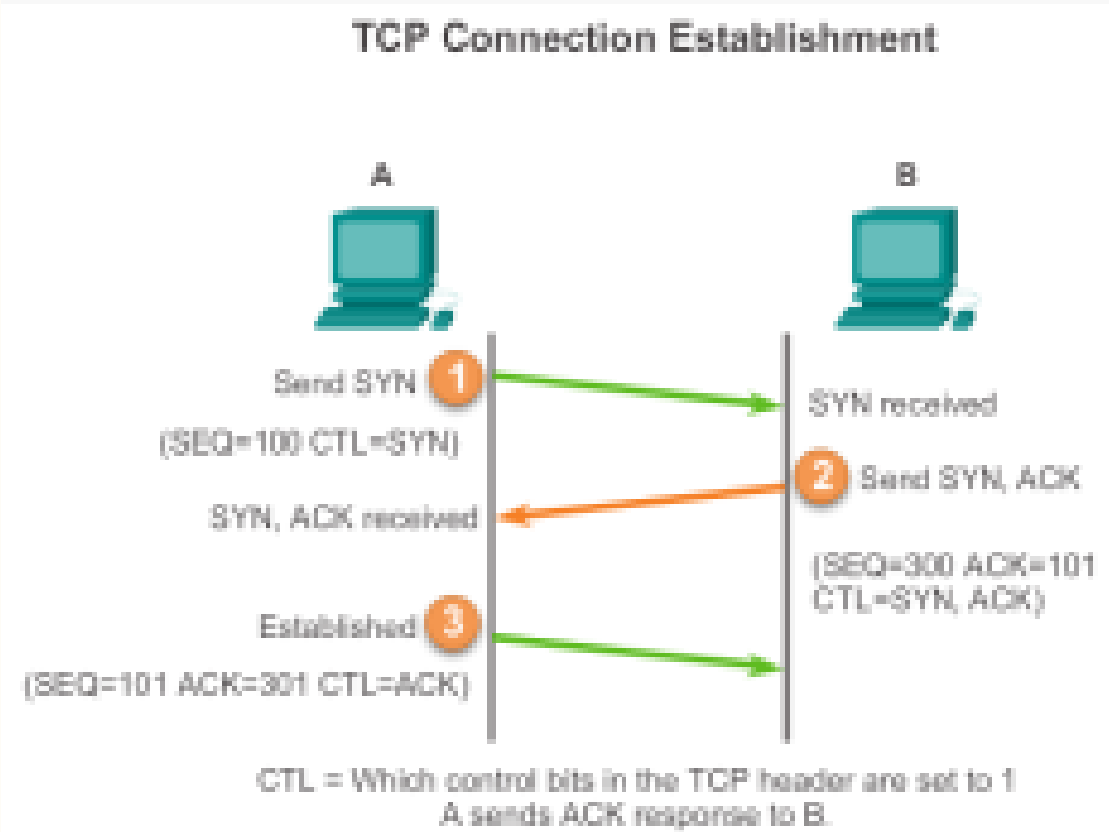 TCP Connection Establishment
A
B
Send SYN 1
SYN received
(SEQ=100 CTL=SYN)
2 Send SYN, ACK
SYN, ACK received
(SEQ=300 ACK=101
CTL=SYN, ACK)
Established 3
(SEQ=101 ACK=301 CTL=ACK)
CTL = Which control bits in the TCP header are set to 1
A sends ACK response to B.